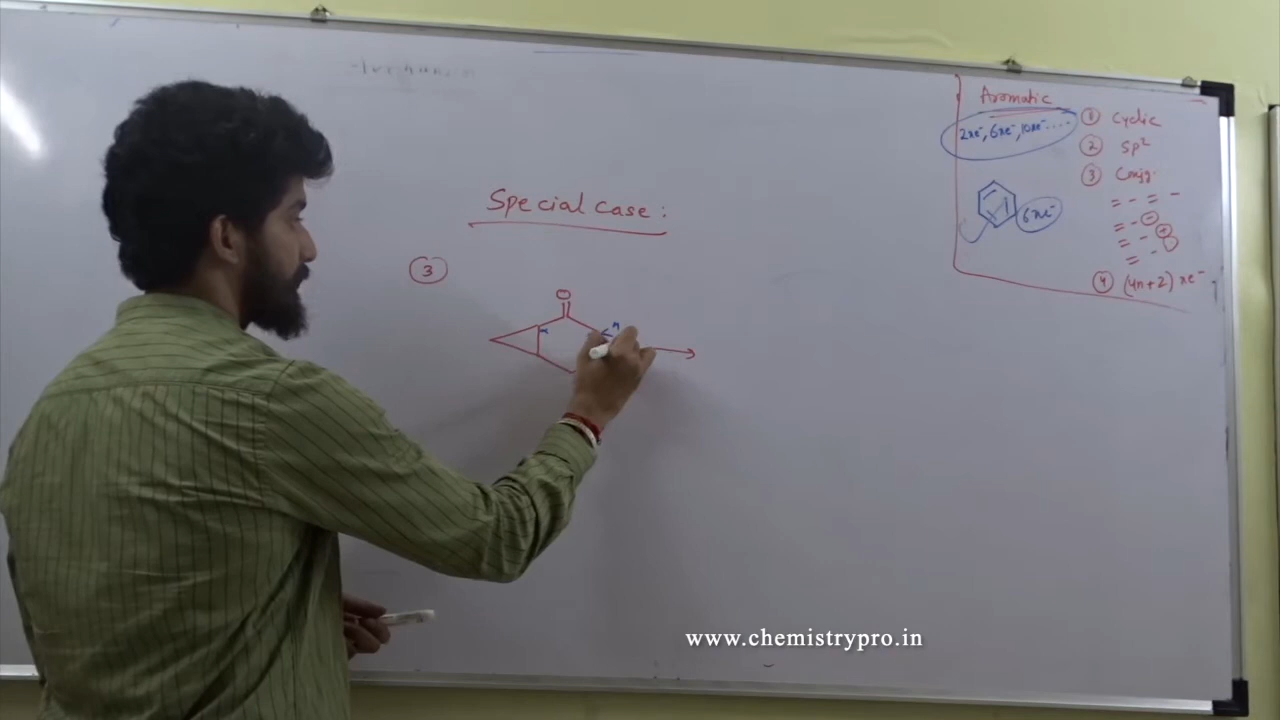 Special case:
3
O
α
H
Aromatic
2πe⁻, 6πe⁻, 10πe⁻....
6πe⁻
① Cyclic
② sp²
③ Conjg.
④ (4n+2) πe⁻
www.chemistrypro.in